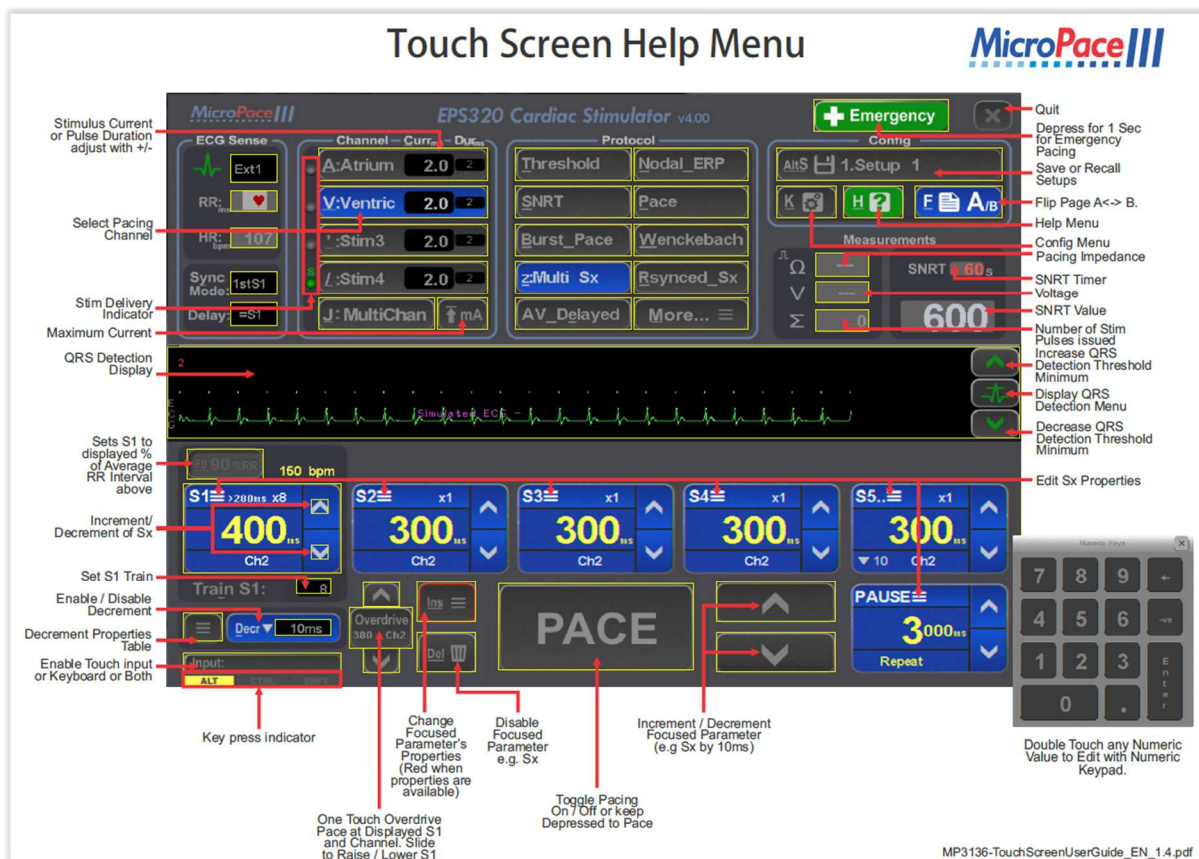 Touch Screen Help Menu
MicroPace III
MicroPace III
EPS320 Cardiac Stimulator v4.00
Emergency
ECG Sense
Ext1
RR:
ms
HR:
bpm
107
Sync
Mode:
1stS1
Delay:
=S1
Channel
Curr.mA
Dur.ms
A:Atrium 2.0 2
V:Ventric 2.0 2
':Stim3 2.0 2
/:Stim4 2.0 2
S
J:MultiChan
mA
Protocol
Threshold
Nodal_ERP
SNRT
Pace
Burst_Pace
Wenckebach
z:Multi Sx
Rsynced_Sx
AV_Delayed
More...
Config
AltS 1.Setup 1
K
H ?
F A/B
Measurements
Ω ---
V ---
Σ 0
SNRT 60s
600
2
Simulated ECG -
F9 90 %RR
150 bpm
S1 >280ms x8
400ms
Ch2
S2 x1
300ms
Ch2
S3 x1
300ms
Ch2
S4 x1
300ms
Ch2
S5.. x1
300ms
▼10 Ch2
Train S1: 8
Decr▼ 10ms
Input:
ALT CTRL SHFT
Overdrive
380 Ch2
Ins
Del
PACE
PAUSE
3000ms
Repeat
Stimulus Current
or Pulse Duration
adjust with +/-
Select Pacing
Channel
Stim Delivery
Indicator
Maximum Current
QRS Detection
Display
Sets S1 to
displayed %
of Average
RR Interval
above
Increment/
Decrement of Sx
Set S1 Train
Enable / Disable
Decrement
Decrement Properties
Table
Enable Touch input
or Keyboard or Both
Key press indicator
One Touch Overdrive
Pace at Displayed S1
and Channel. Slide
to Raise / Lower S1
Change
Focused
Parameter's
Properties
(Red when
properties are
available)
Disable
Focused
Parameter
e.g. Sx
Toggle Pacing
On / Off or keep
Depressed to Pace
Increment / Decrement
Focused Parameter
(e.g Sx by 10ms)
Quit
Depress for 1 Sec
for Emergency
Pacing
Save or Recall
Setups
Flip Page A<-> B.
Help Menu
Config Menu
Pacing Impedance
SNRT Timer
Voltage
SNRT Value
Number of Stim
Pulses issued
Increase QRS
Detection Threshold
Minimum
Display QRS
Detection Menu
Decrease QRS
Detection Threshold
Minimum
Edit Sx Properties
Numeric Keys
7 8 9 ←
4 5 6 -ve
1 2 3
0 .
Enter
Double Touch any Numeric
Value to Edit with Numeric
Keypad.
MP3136-TouchScreenUserGuide_EN_1.4.pdf